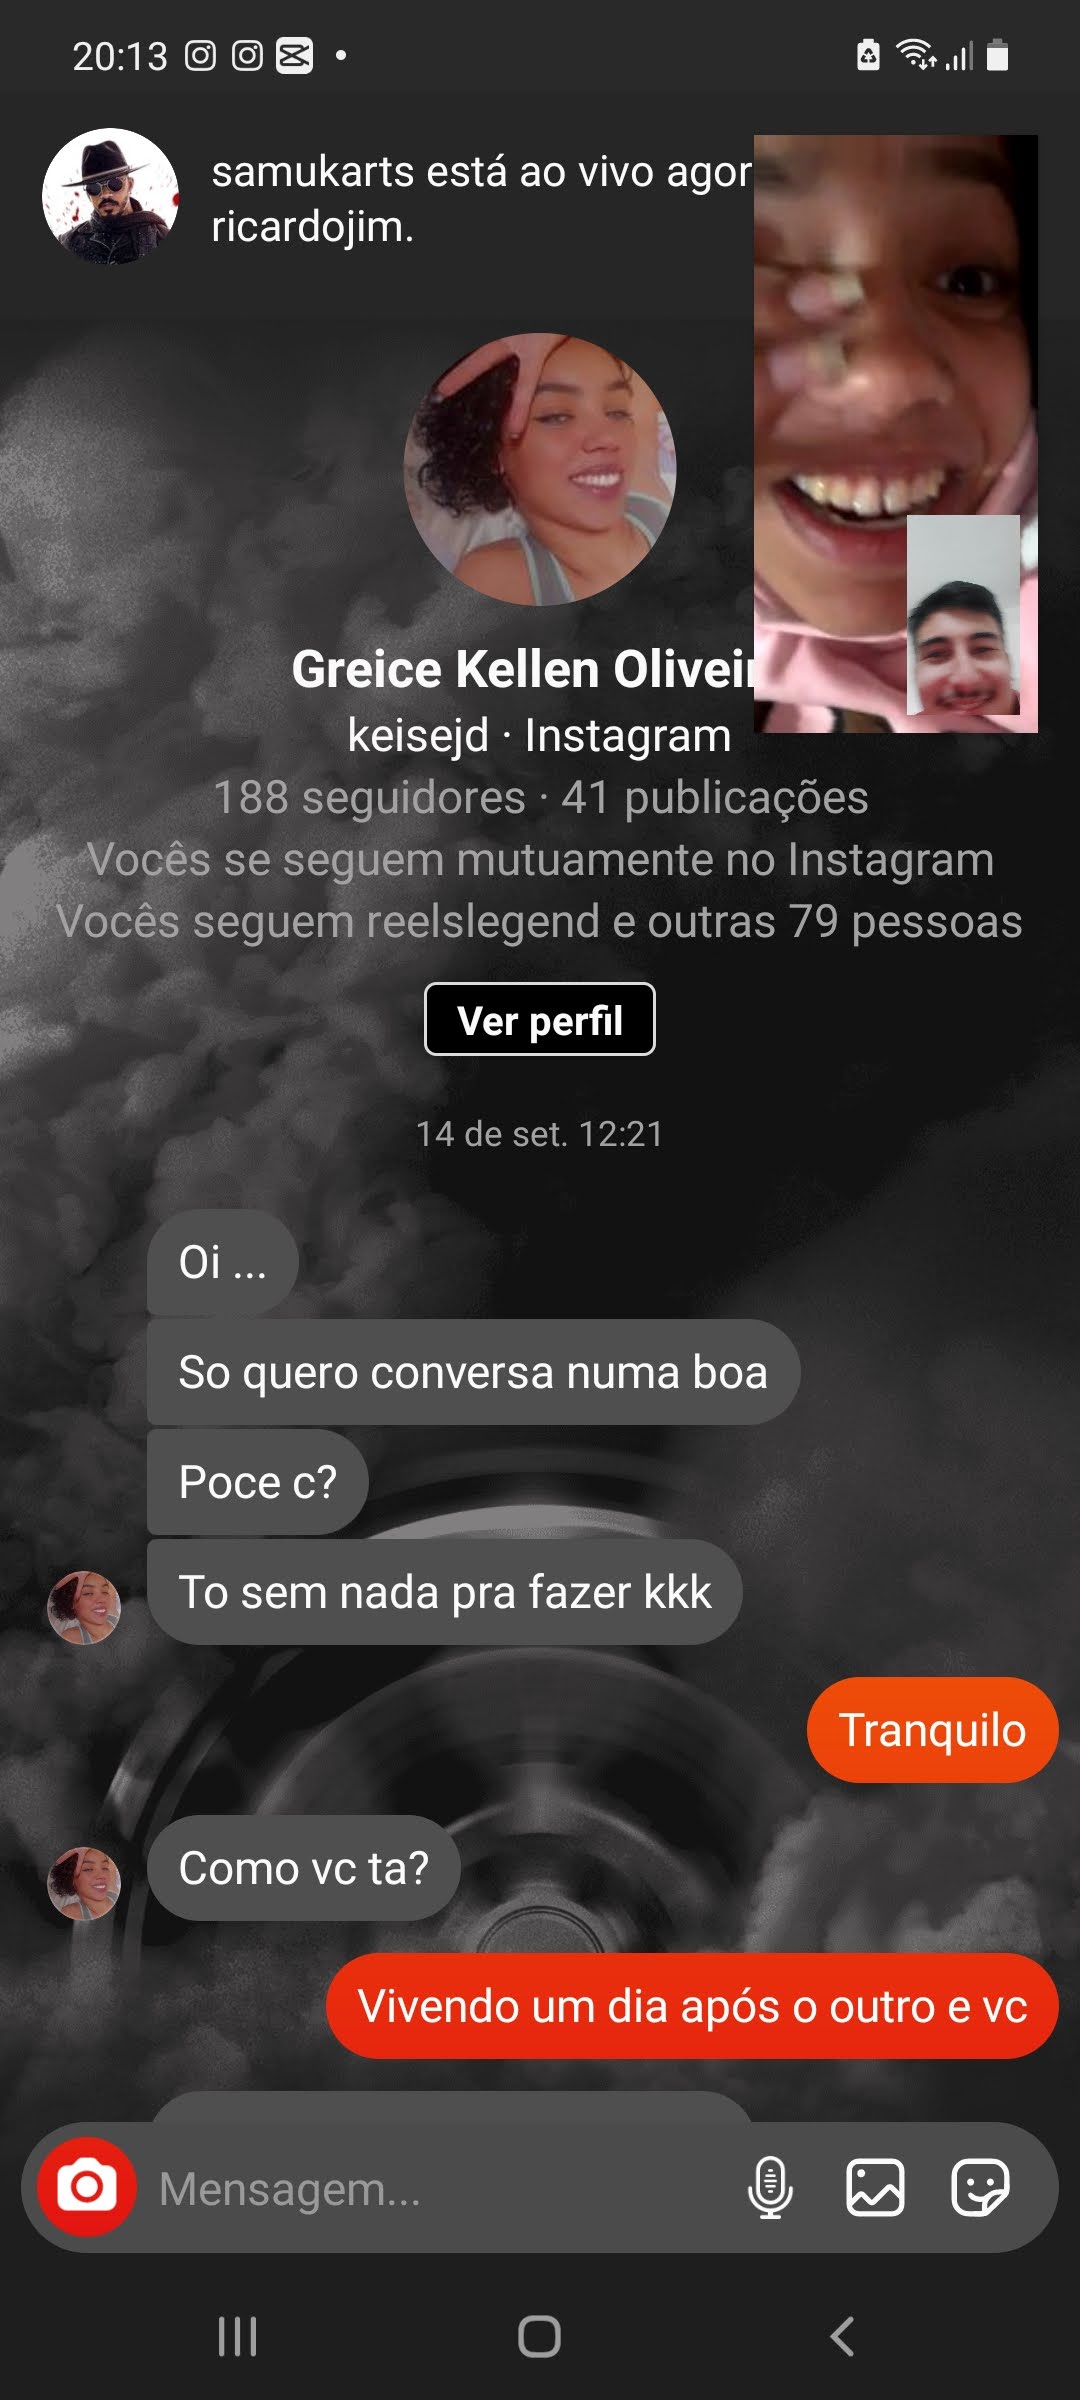 20:13
samukarts está ao vivo agor
ricardojim.
Greice Kellen Olivei
keisejd · Instagram
188 seguidores · 41 publicações
Vocês se seguem mutuamente no Instagram
Vocês seguem reelslegend e outras 79 pessoas
Ver perfil
14 de set. 12:21
Oi ...
So quero conversa numa boa
Poce c?
To sem nada pra fazer kkk
Tranquilo
Como vc ta?
Vivendo um dia após o outro e vc
Mensagem...